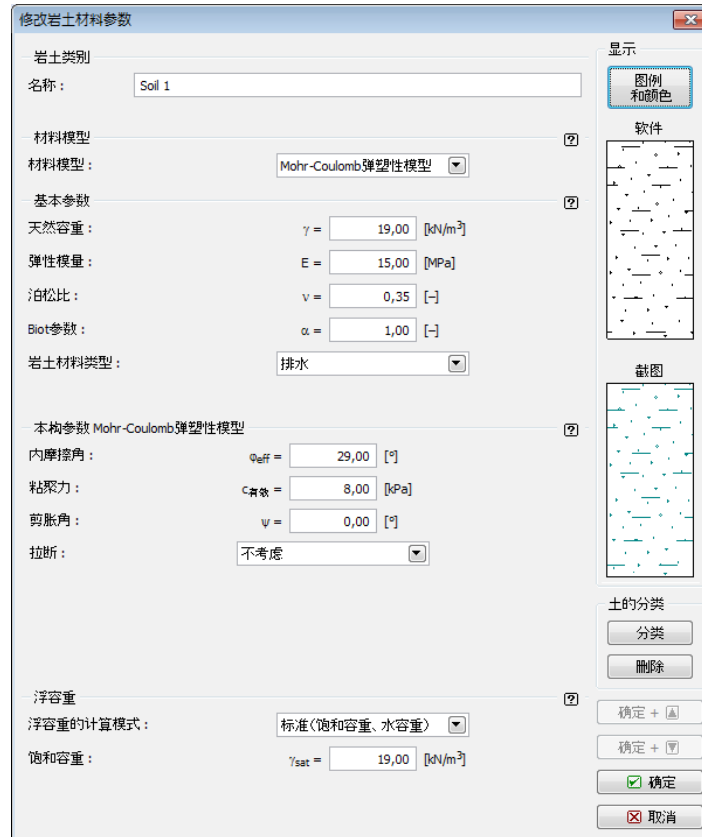 修改岩土材料参数
岩土类别
名称： Soil 1
材料模型
材料模型： Mohr-Coulomb弹塑性模型
基本参数
天然容重： γ = 19,00 [kN/m³]
弹性模量： E = 15,00 [MPa]
泊松比： ν = 0,35 [–]
Biot参数： α = 1,00 [–]
岩土材料类型： 排水
本构参数 Mohr-Coulomb弹塑性模型
内摩擦角： φeff = 29,00 [°]
粘聚力： c有效 = 8,00 [kPa]
剪胀角： ψ = 0,00 [°]
拉断： 不考虑
浮容重
浮容重的计算模式： 标准(饱和容重、水容重)
饱和容重： γsat = 19,00 [kN/m³]
显示
图例
和颜色
软件
截图
土的分类
分类
删除
确定 +
确定 +
确定
取消